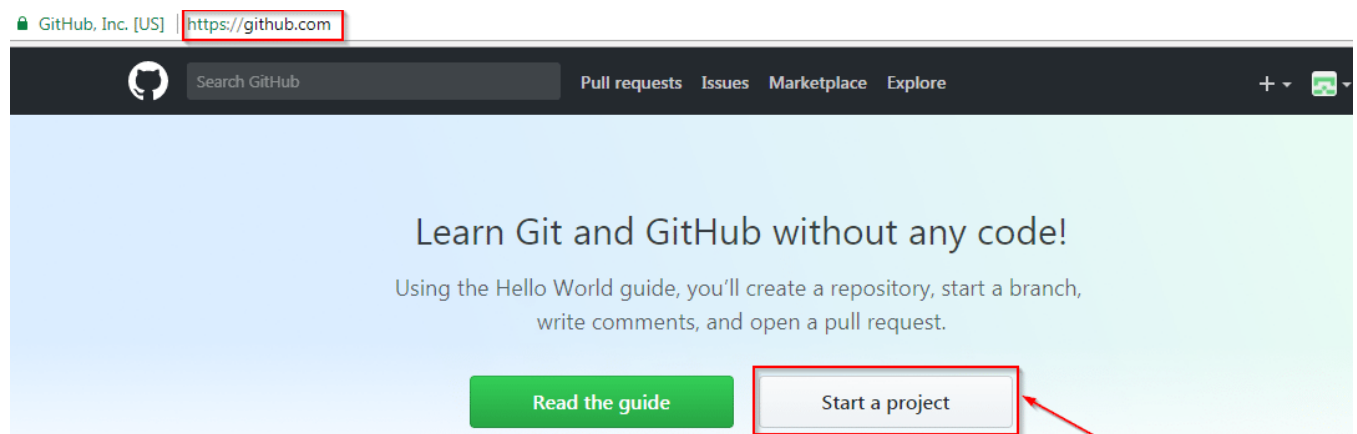 GitHub, Inc. [US] https://github.com
Search GitHub Pull requests Issues Marketplace Explore
Learn Git and GitHub without any code!
Using the Hello World guide, you'll create a repository, start a branch,
write comments, and open a pull request.
Read the guide Start a project